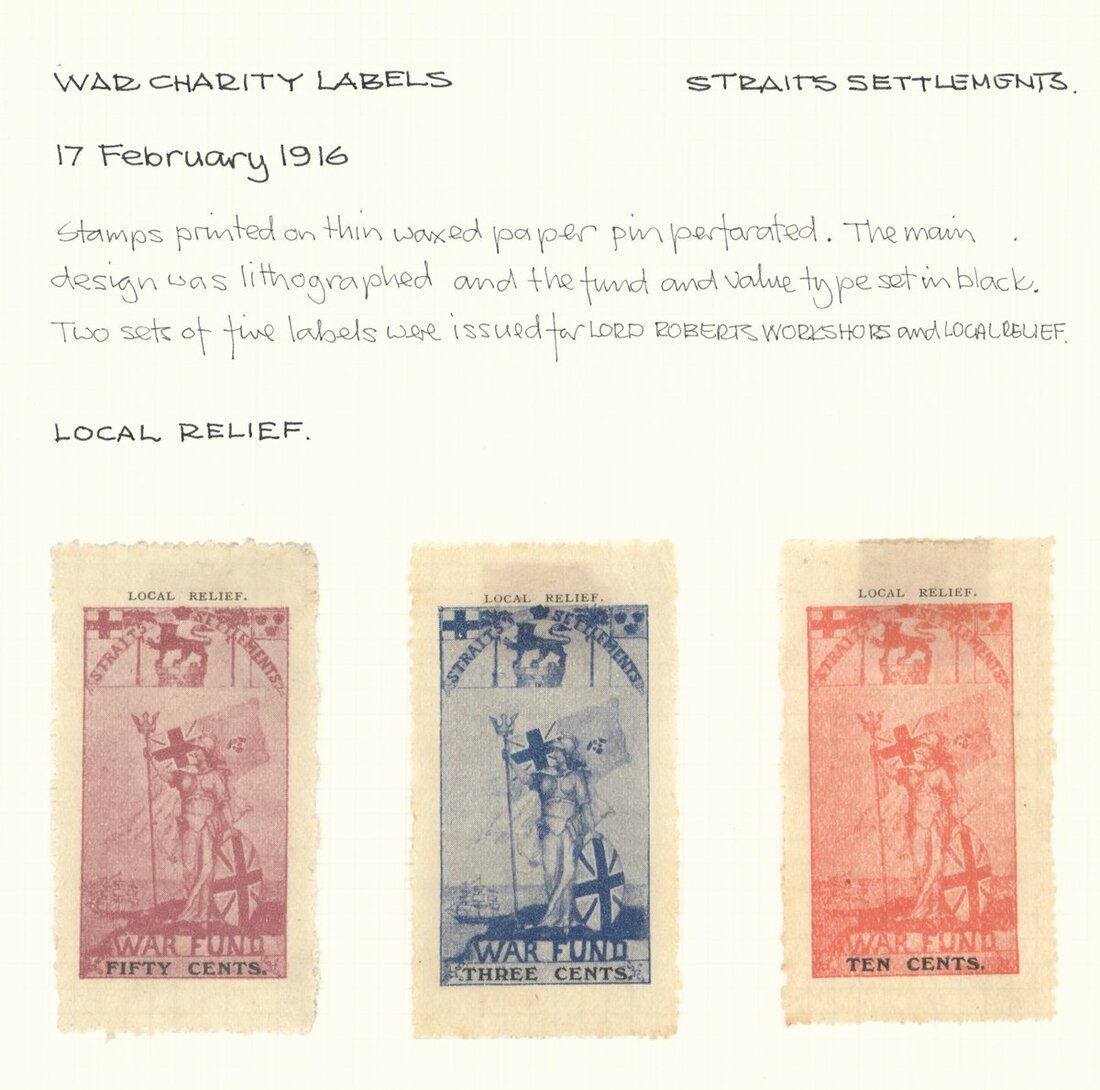 WAR CHARITY LABELS STRAITS SETTLEMENTS.
17 February 1916
Stamps printed on thin waxed paper pin perforated. The main
design was lithographed and the fund and value type set in black.
Two sets of five labels were issued for LORD ROBERTS WORKSHOPS and LOCAL RELIEF.
LOCAL RELIEF.
LOCAL RELIEF.
STRAITS SETTLEMENTS
WAR FUND
FIFTY CENTS.
LOCAL RELIEF.
STRAITS SETTLEMENTS
WAR FUND
THREE CENTS.
LOCAL RELIEF.
STRAITS SETTLEMENTS
WAR FUND
TEN CENTS.